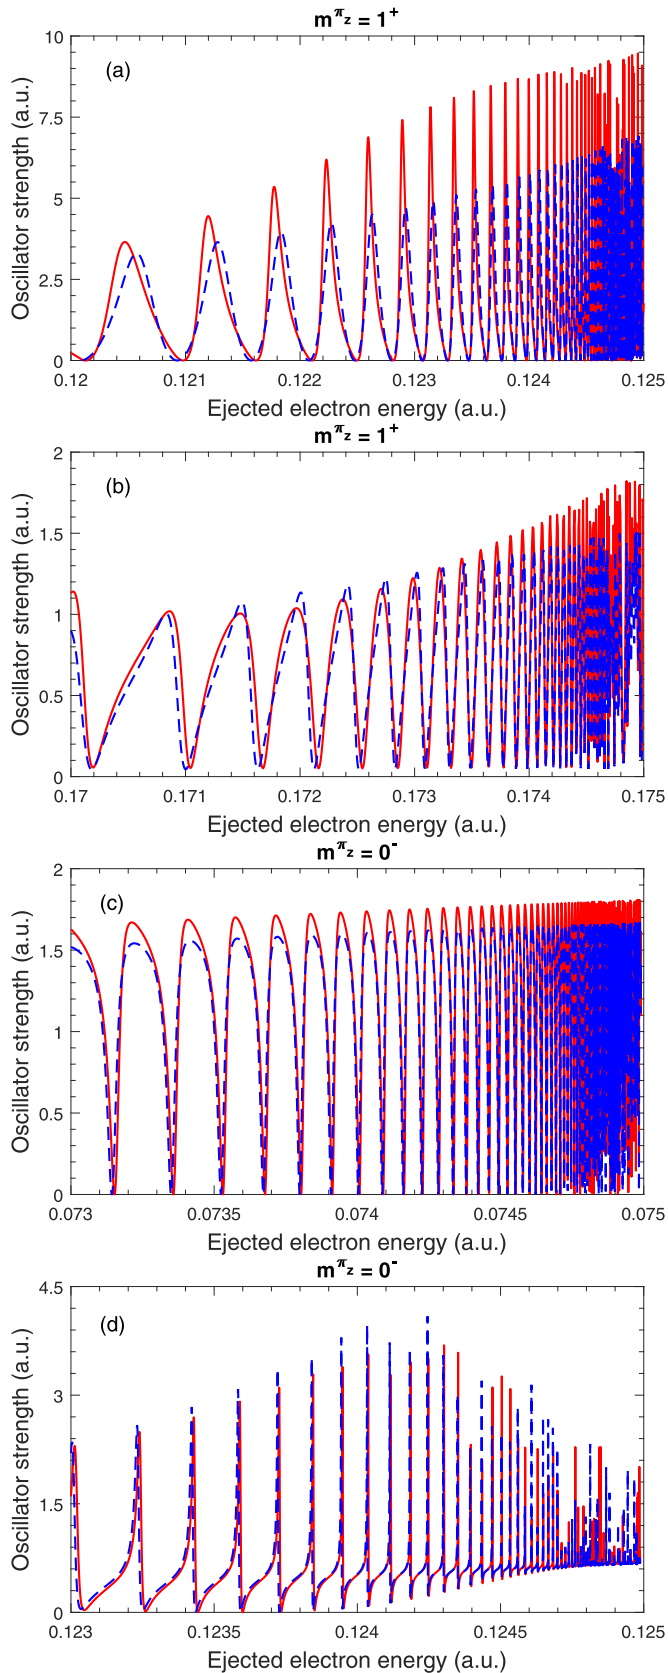 m^πz = 1^+
(a)
Oscillator strength (a.u.)
10
7.5
5
2.5
0
0.12 0.121 0.122 0.123 0.124 0.125
Ejected electron energy (a.u.)
m^πz = 1^+
(b)
Oscillator strength (a.u.)
2
1.5
1
0.5
0
0.17 0.171 0.172 0.173 0.174 0.175
Ejected electron energy (a.u.)
m^πz = 0^-
(c)
Oscillator strength (a.u.)
2
1.5
1
0.5
0
0.073 0.0735 0.074 0.0745 0.075
Ejected electron energy (a.u.)
m^πz = 0^-
(d)
Oscillator strength (a.u.)
4.5
3
1.5
0
0.123 0.1235 0.124 0.1245 0.125
Ejected electron energy (a.u.)